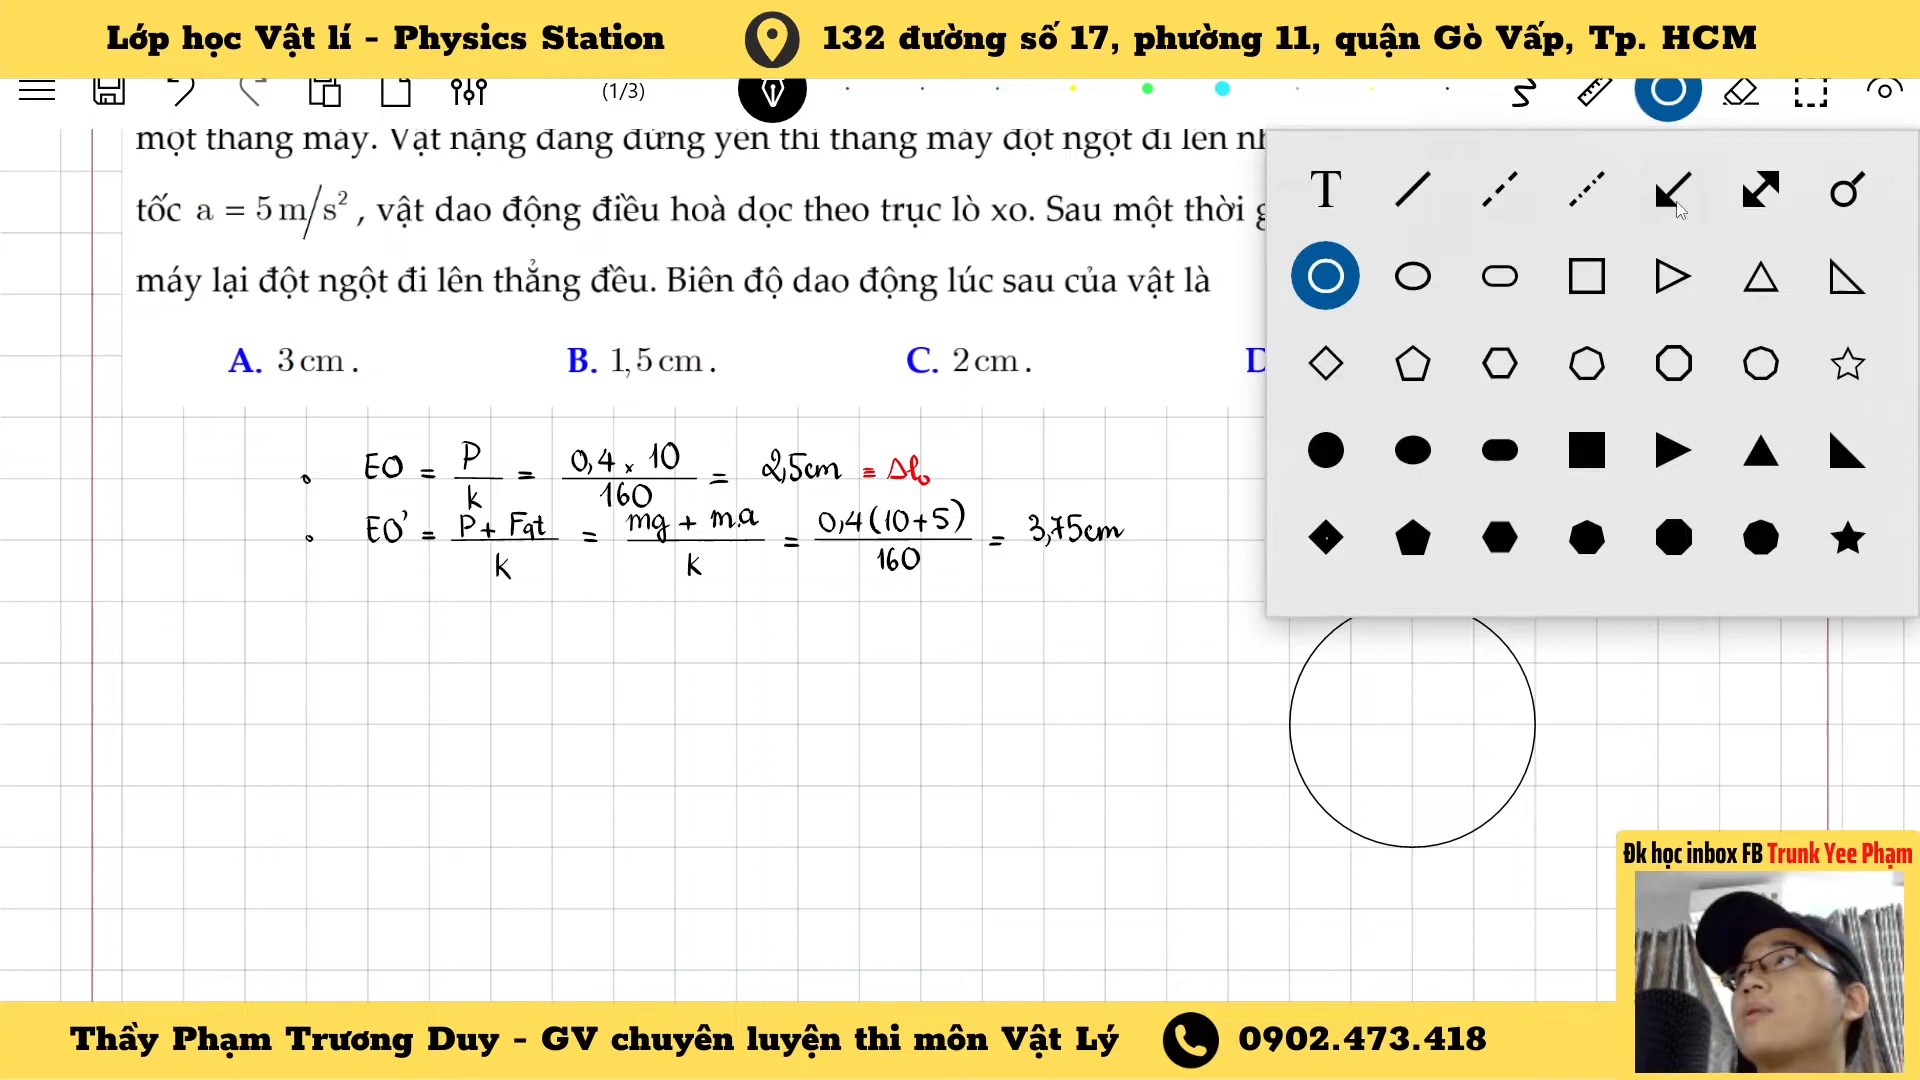 Lớp học Vật lí - Physics Station
132 đường số 17, phường 11, quận Gò Vấp, Tp. HCM
(1/3)
một thang máy. Vật nặng đang đứng yên thì thang máy đột ngột đi lên
tốc a = 5 m/s², vật dao động điều hoà dọc theo trục lò xo. Sau một thời
máy lại đột ngột đi lên thẳng đều. Biên độ dao động lúc sau của vật là
A. 3 cm. B. 1,5 cm. C. 2 cm. D
T
EO = P/k = 0,4 × 10/160 = 2,5cm = Δl₀
EO' = P + Fqt/k = mg + m.a/k = 0,4(10+5)/160 = 3,75cm
Đk học inbox FB Trunk Yee Phạm
Thầy Phạm Trương Duy - GV chuyên luyện thi môn Vật Lý
0902.473.418